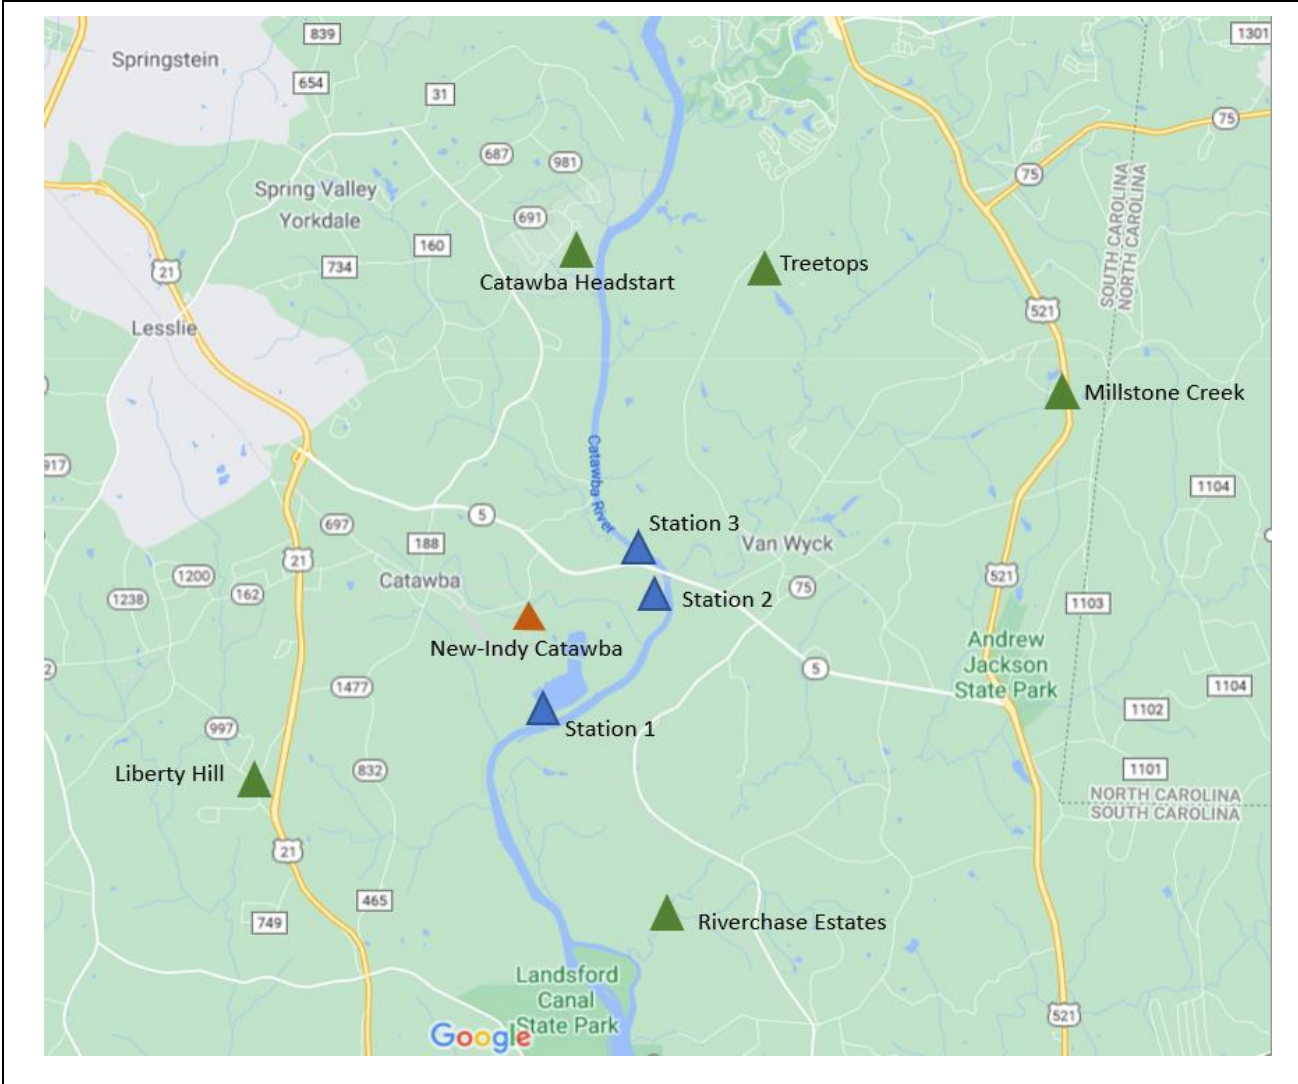 839
1301
Springstein
654
31
75
687
981
75
Spring Valley
Yorkdale
691
160
SOUTH CAROLINA
NORTH CAROLINA
734
21
Treetops
Catawba Headstart
521
Lesslie
Millstone Creek
Catawba River
917
1104
5
697
Station 3
188
Van Wyck
21
1200
Catawba
521
162
1238
75
Station 2
1103
New-Indy Catawba
Andrew
Jackson
State Park
5
1477
1104
1102
997
Station 1
832
1101
Liberty Hill
NORTH CAROLINA
SOUTH CAROLINA
21
465
749
Riverchase Estates
Landsford
Canal
State Park
521
Google